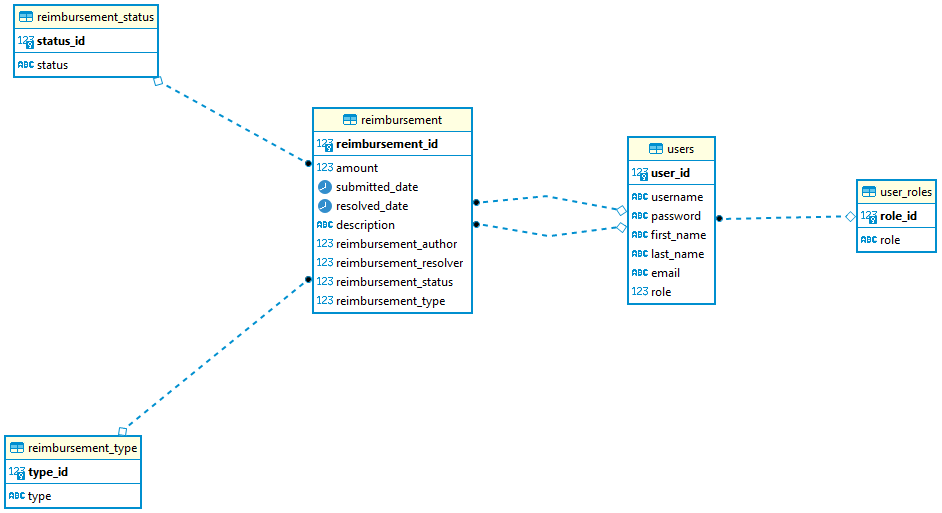 reimbursement_status
123 status_id
ABC status
reimbursement
123 reimbursement_id
123 amount
submitted_date
resolved_date
ABC description
123 reimbursement_author
123 reimbursement_resolver
123 reimbursement_status
123 reimbursement_type
users
123 user_id
ABC username
ABC password
ABC first_name
ABC last_name
ABC email
123 role
user_roles
123 role_id
ABC role
reimbursement_type
123 type_id
ABC type